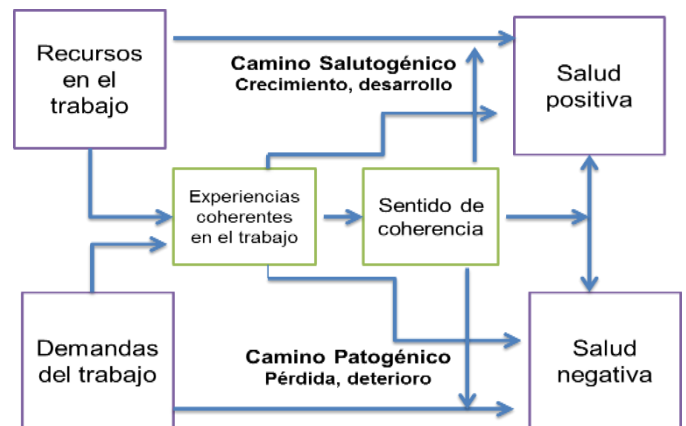 Recursos
en el
trabajo
Camino Salutogénico
Crecimiento, desarrollo
Salud
positiva
Experiencias
coherentes
en el trabajo
Sentido de
coherencia
Demandas
del trabajo
Camino Patogénico
Pérdida, deterioro
Salud
negativa